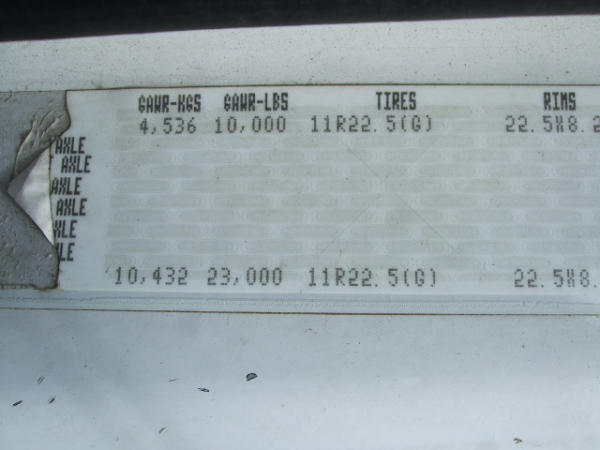 GAWR-KGS GAWR-LBS TIRES RIMS
4,536 10,000 11R22.5(G) 22.5X8.2
AXLE
AXLE
AXLE
AXLE
XLE
LE
10,432 23,000 11R22.5(G) 22.5X8.